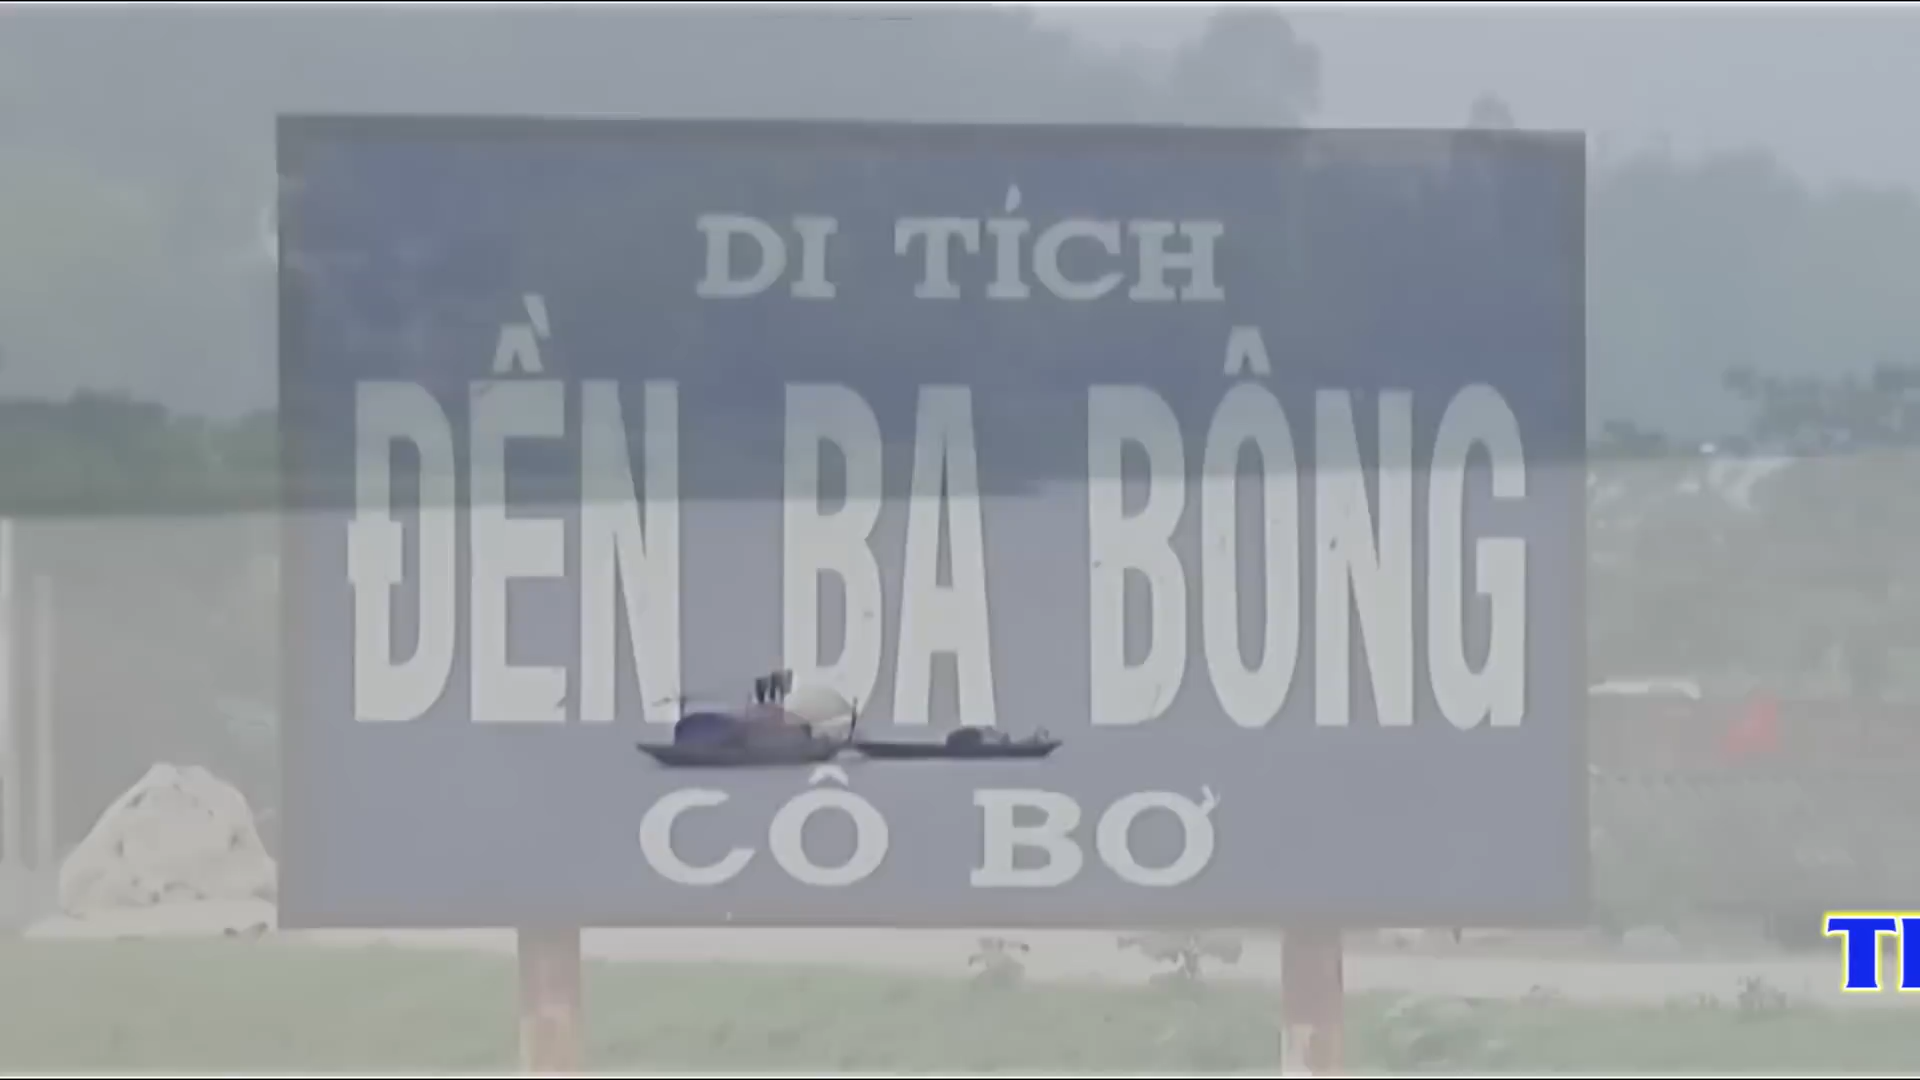 DI TÍCH
ĐỀN BA BÔNG
CÔ BƠ